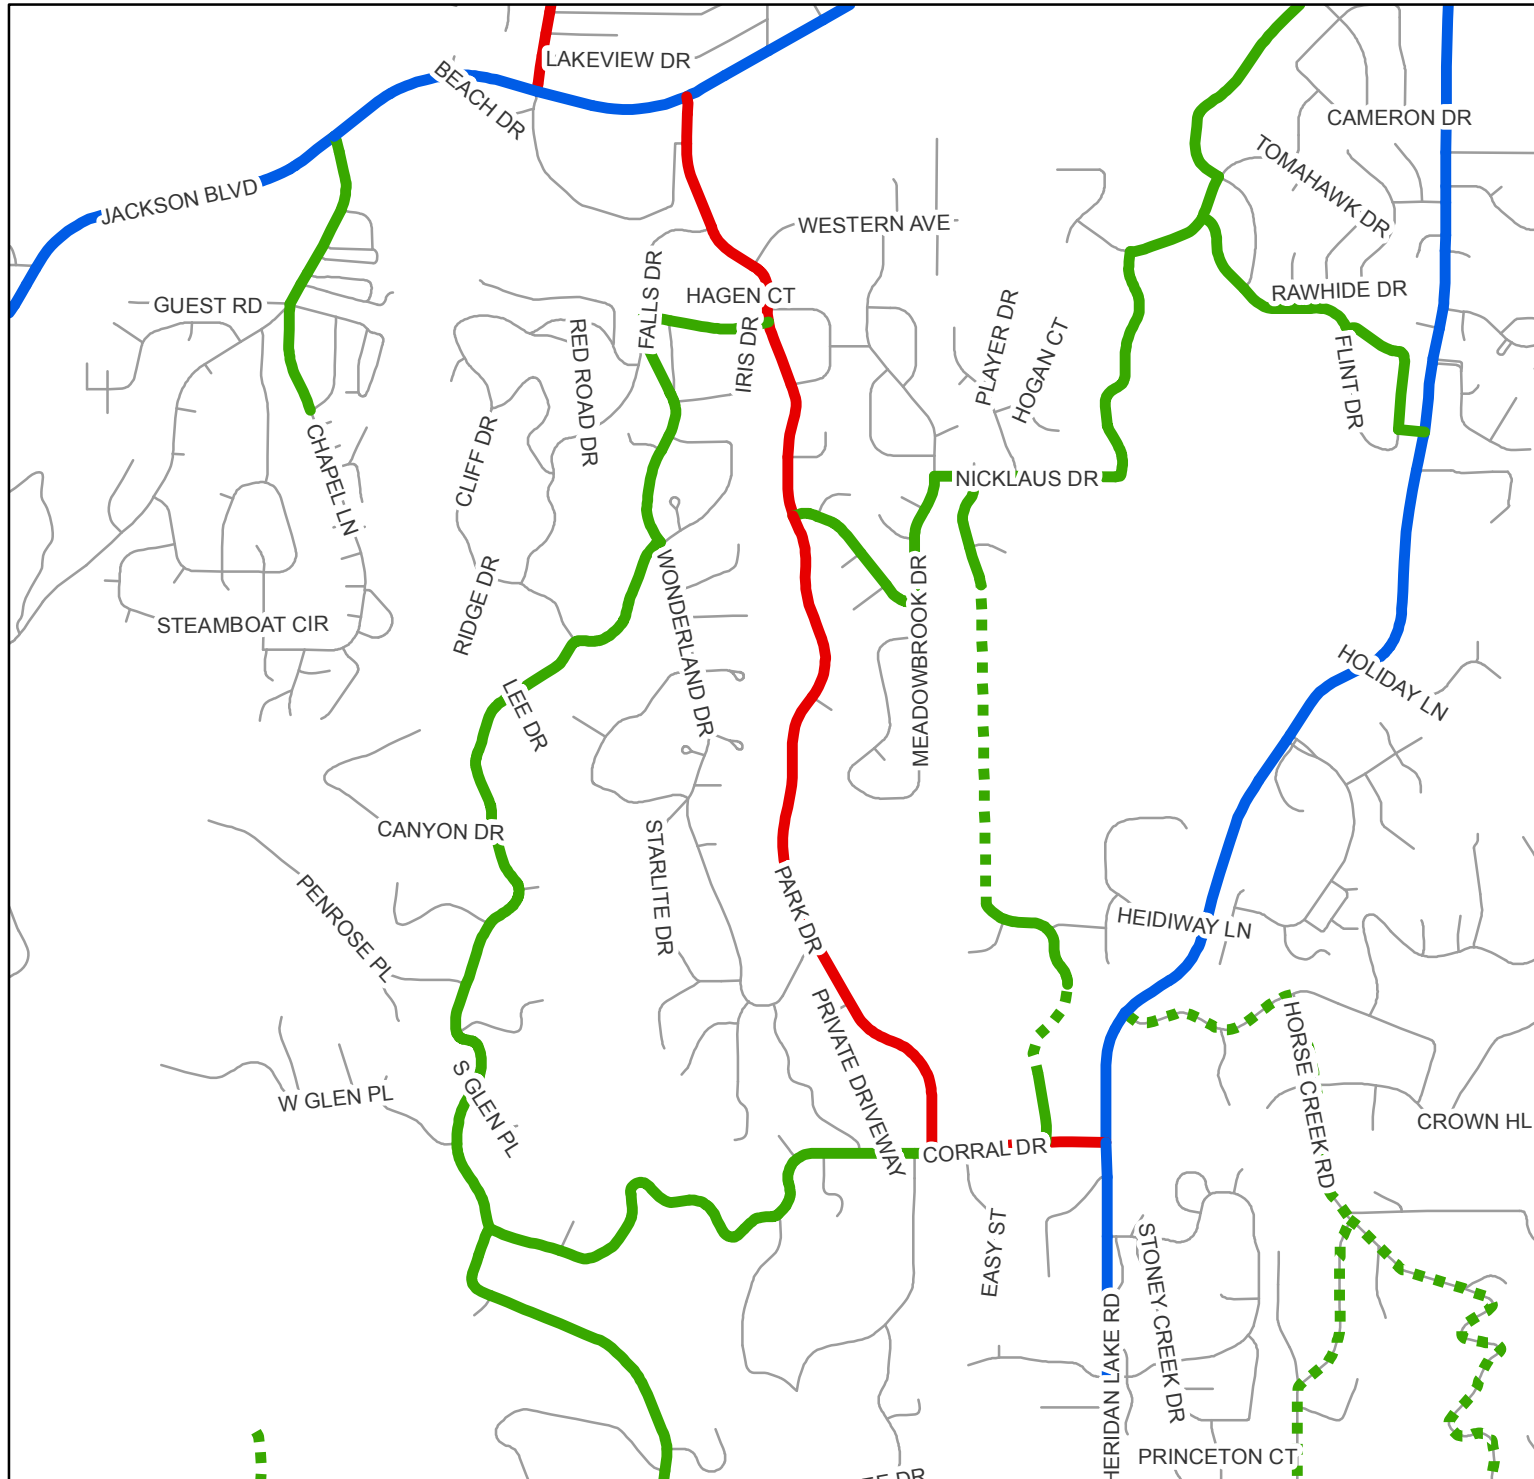 LAKEVIEW DR
BEACH DR
CAMERON DR
TOMAHAWK DR
JACKSON BLVD
WESTERN AVE
FALLS DR
HAGEN CT
RAWHIDE DR
GUEST RD
RED ROAD DR
IRIS DR
PLAYER DR
HOGAN CT
FLINT DR
CHAPEL LN
CLIFF DR
NICKLAUS DR
RIDGE DR
WONDERLAND DR
MEADOWBROOK DR
STEAMBOAT CIR
HOLIDAY LN
LEE DR
CANYON DR
STARLITE DR
PENROSE PL
PARK DR
HEIDIWAY LN
PRIVATE DRIVEWAY
HORSE CREEK RD
S GLEN PL
W GLEN PL
CROWN HL
CORRAL DR
EASY ST
STONEY CREEK DR
HERIDAN LAKE RD
PRINCETON CT